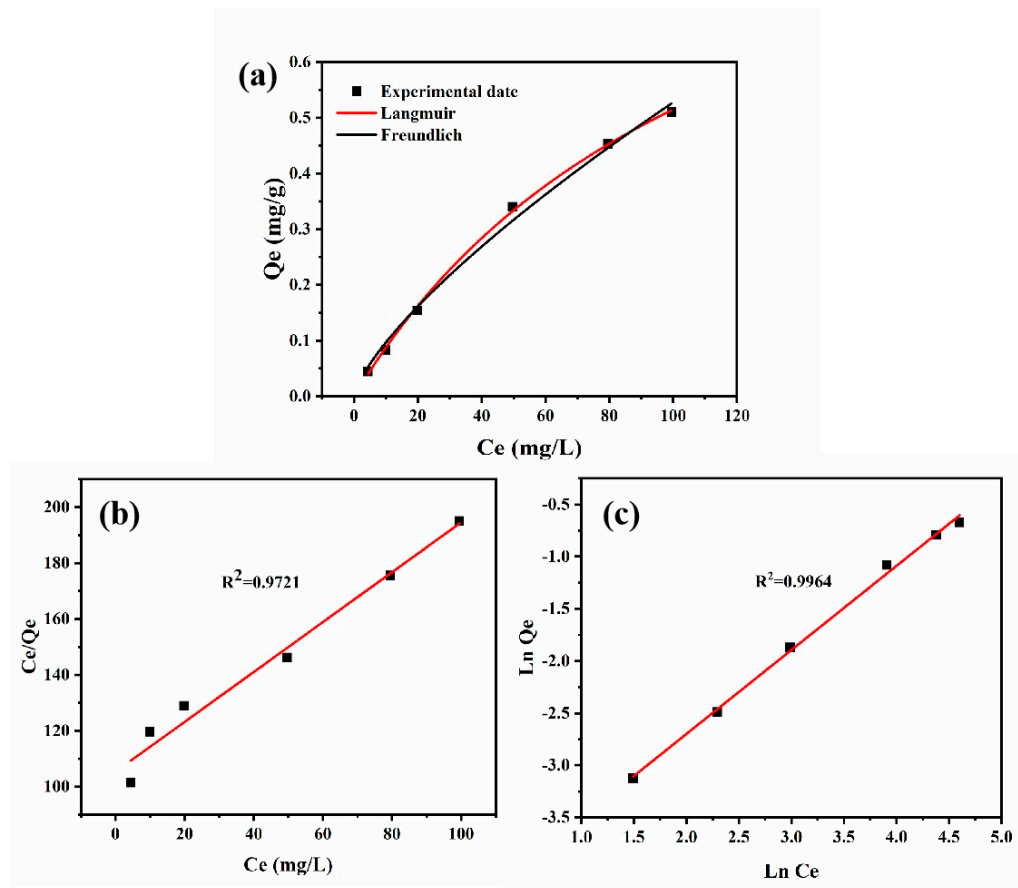 (a)
Experimental date
Langmuir
Freundlich
0.6
0.5
0.4
0.3
0.2
0.1
0.0
Qe (mg/g)
0 20 40 60 80 100 120
Ce (mg/L)
(b)
R²=0.9721
200
180
160
140
120
100
Ce/Qe
0 20 40 60 80 100
Ce (mg/L)
(c)
R²=0.9964
-0.5
-1.0
-1.5
-2.0
-2.5
-3.0
-3.5
Ln Qe
1.0 1.5 2.0 2.5 3.0 3.5 4.0 4.5 5.0
Ln Ce